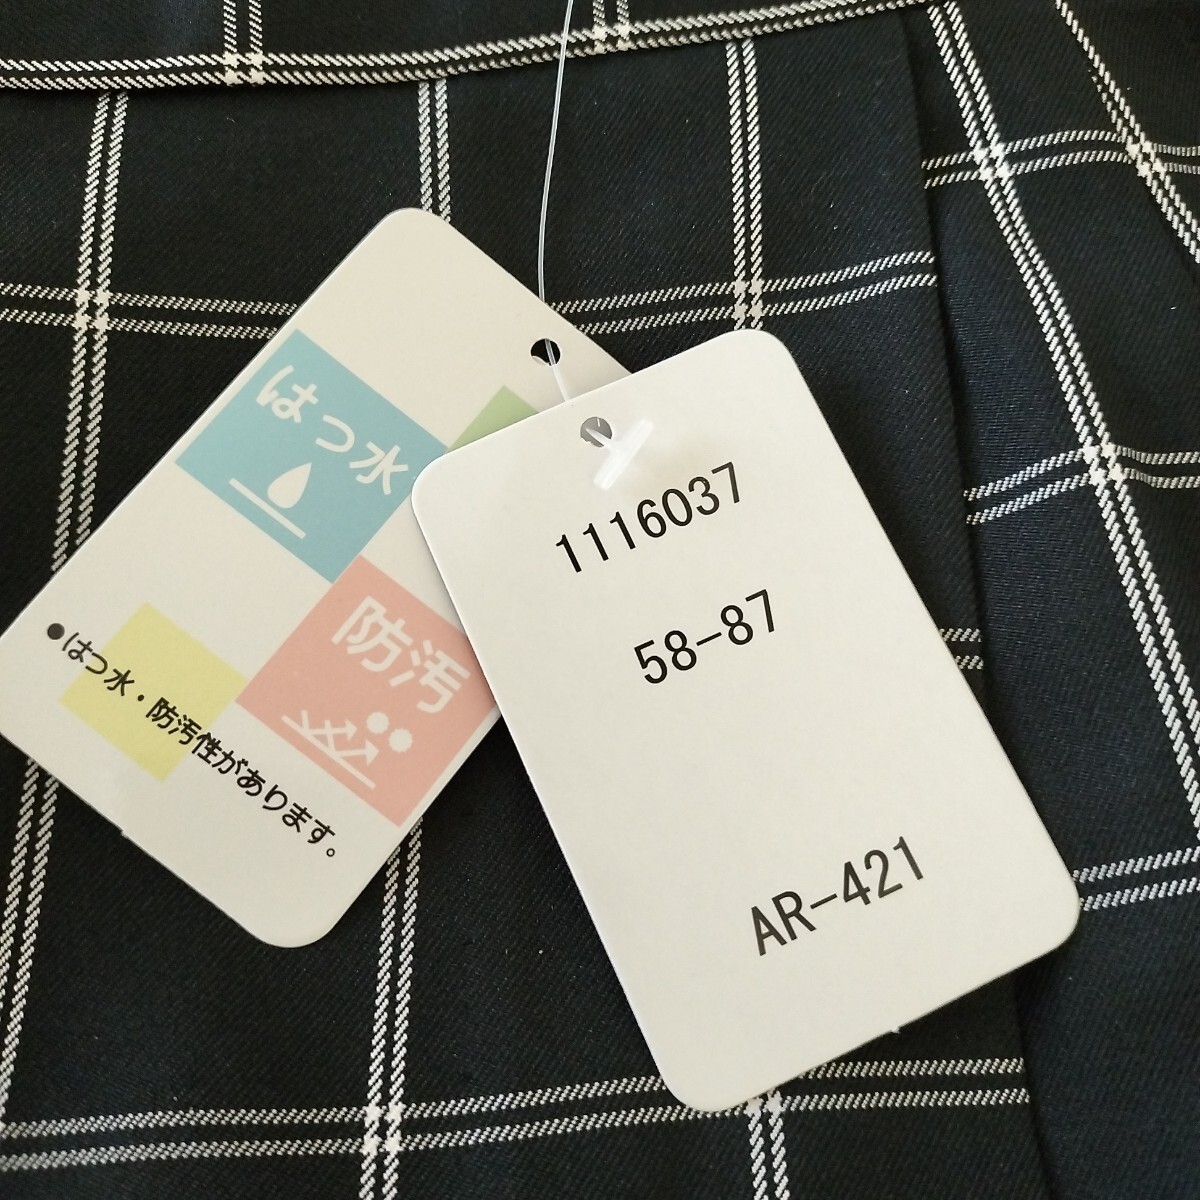 はっ水
防汚
●はっ水・防汚性があります。
1116037
58-87
AR-421